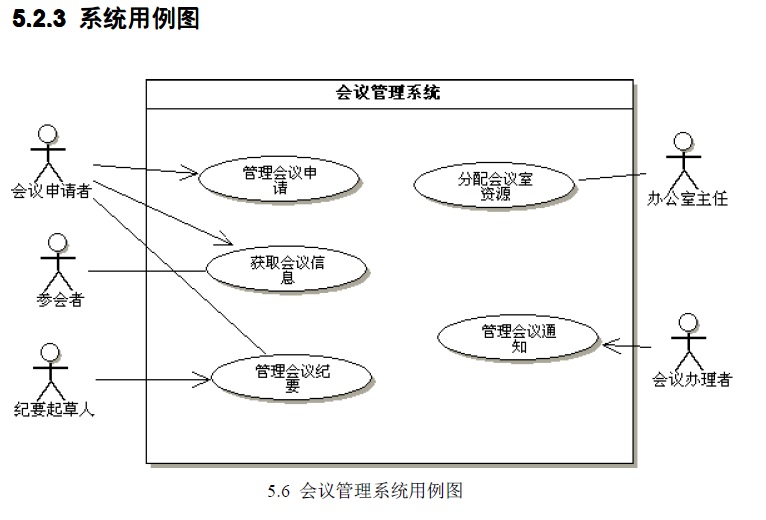 5.2.3 系统用例图
会议管理系统
会议申请者
管理会议申
请
分配会议室
资源
办公室主任
参会者
获取会议信
息
管理会议通
知
会议办理者
纪要起草人
管理会议纪
要
5.6 会议管理系统用例图